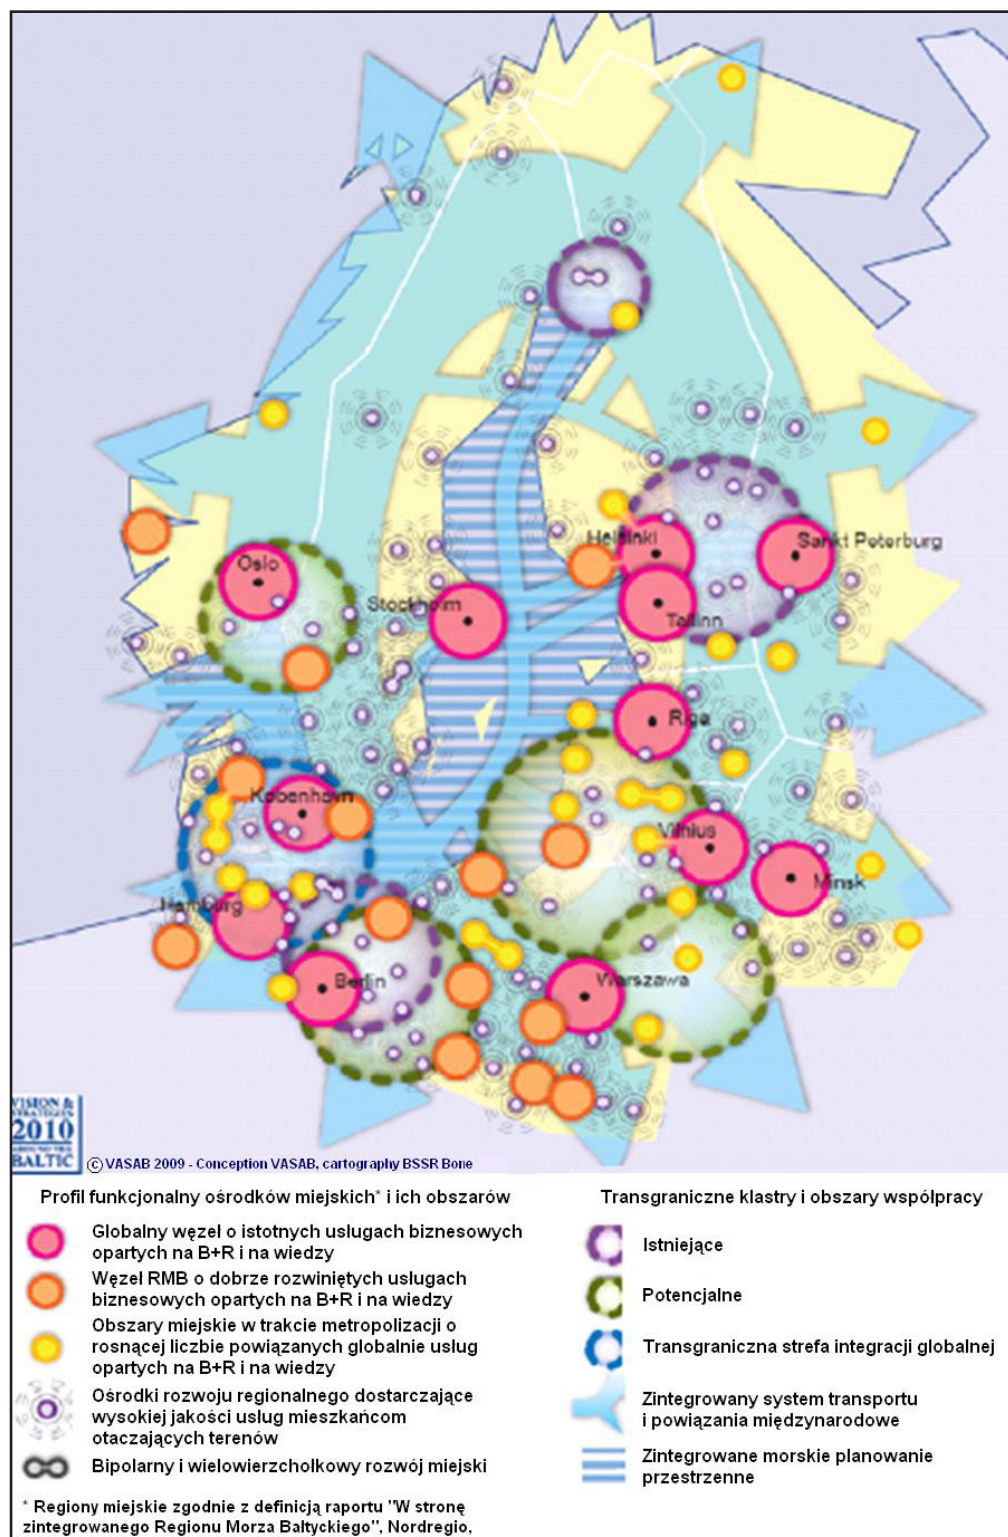 Helsinki
Sankt Peterburg
Oslo
Stockholm
Tallinn
Riga
København
Vilnius
Minsk
Hamburg
Berlin
Warszawa
VISION &
STRATEGIES
2010
AROUND THE
BALTIC
© VASAB 2009 - Conception VASAB, cartography BSSR Bone
Profil funkcjonalny ośrodków miejskich* i ich obszarów
Globalny węzeł o istotnych usługach biznesowych
opartych na B+R i na wiedzy
Węzeł RMB o dobrze rozwiniętych usługach
biznesowych opartych na B+R i na wiedzy
Obszary miejskie w trakcie metropolizacji o
rosnącej liczbie powiązanych globalnie usług
opartych na B+R i na wiedzy
Ośrodki rozwoju regionalnego dostarczające
wysokiej jakości usług mieszkańcom
otaczających terenów
Bipolarny i wielowierzchołkowy rozwój miejski
* Regiony miejskie zgodnie z definicją raportu "W stronę
zintegrowanego Regionu Morza Bałtyckiego", Nordregio,
Transgraniczne klastry i obszary współpracy
Istniejące
Potencjalne
Transgraniczna strefa integracji globalnej
Zintegrowany system transportu
i powiązania międzynarodowe
Zintegrowane morskie planowanie
przestrzenne